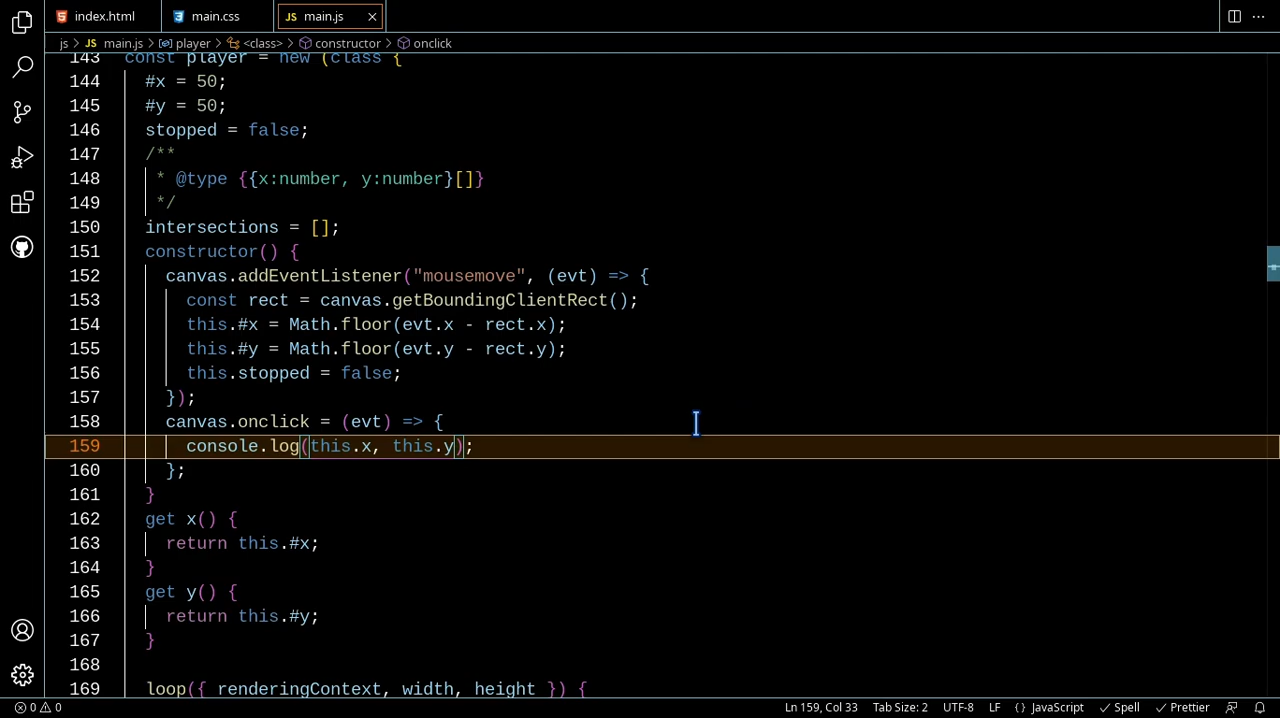 index.html main.css JS main.js
js > JS main.js > player > <class> > constructor > onclick
143 const player = new (class {
144 #x = 50;
145 #y = 50;
146 stopped = false;
147 /**
148 * @type {{x:number, y:number}[]}
149 */
150 intersections = [];
151 constructor() {
152 canvas.addEventListener("mousemove", (evt) => {
153 const rect = canvas.getBoundingClientRect();
154 this.#x = Math.floor(evt.x - rect.x);
155 this.#y = Math.floor(evt.y - rect.y);
156 this.stopped = false;
157 });
158 canvas.onclick = (evt) => {
159 console.log(this.x, this.y);
160 };
161 }
162 get x() {
163 return this.#x;
164 }
165 get y() {
166 return this.#y;
167 }
168
169 loop({ renderingContext, width, height }) {
0 0 Ln 159, Col 33 Tab Size: 2 UTF-8 LF {} JavaScript Spell Prettier